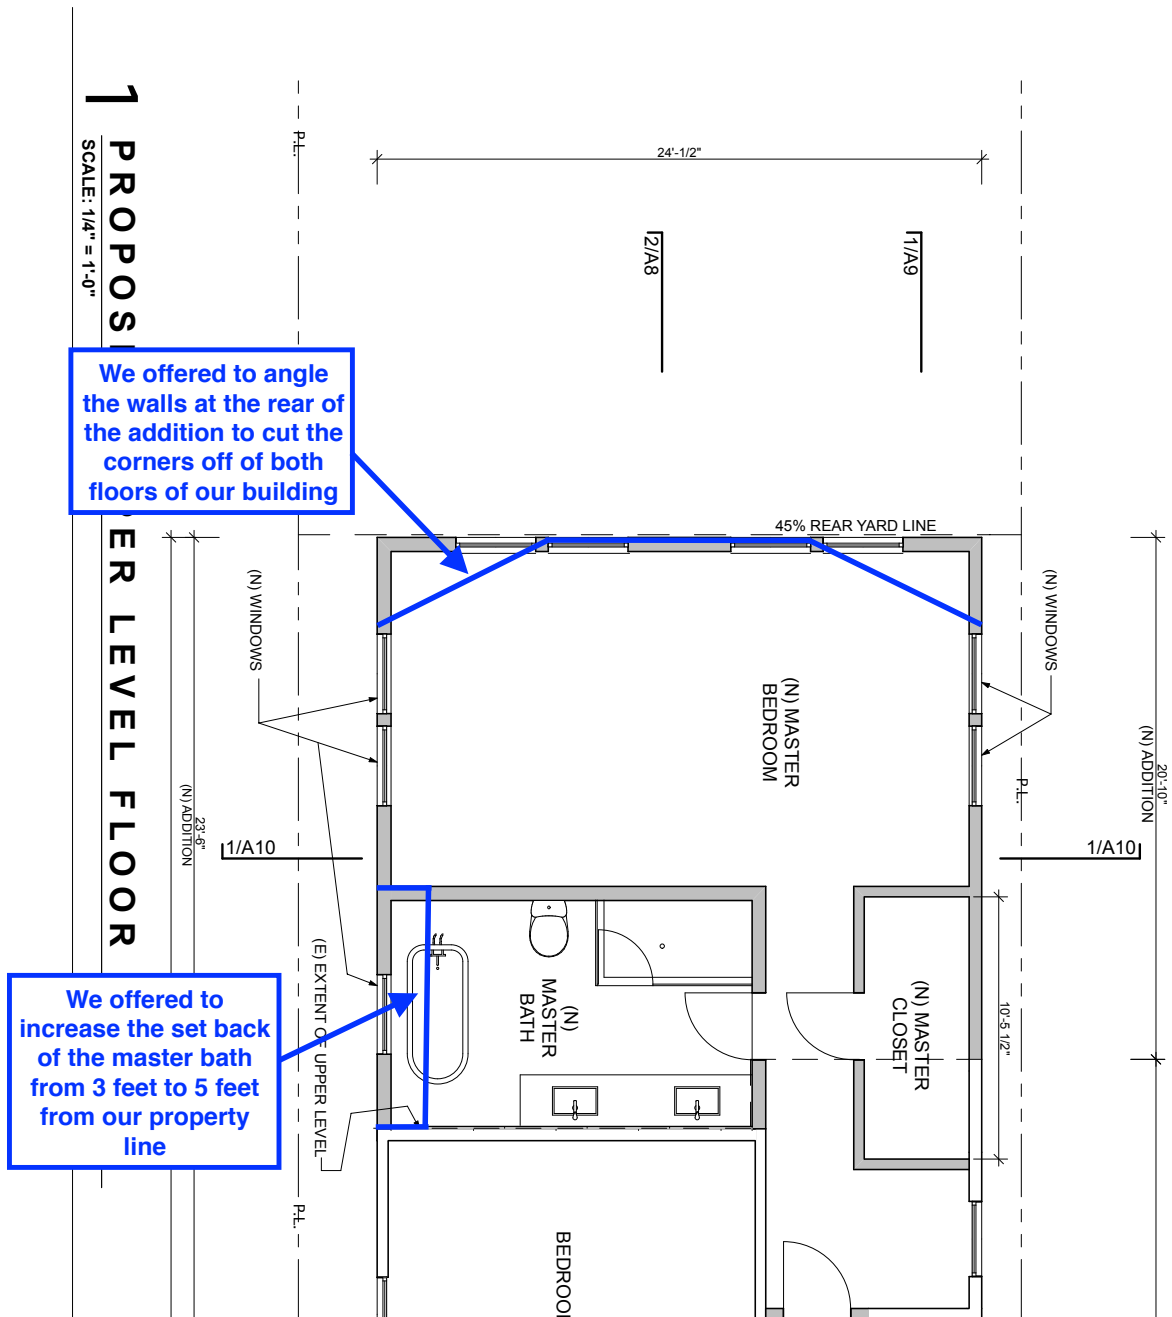 1
PROPOS
ER LEVEL FLOOR
SCALE: 1/4" = 1'-0"
P.L.
24'-1/2"
2/A8
1/A9
We offered to angle
the walls at the rear of
the addition to cut the
corners off of both
floors of our building
45% REAR YARD LINE
(N) WINDOWS
(N) WINDOWS
(N) MASTER
BEDROOM
P.L.
20'-10"
(N) ADDITION
23'-6"
(N) ADDITION
1/A10
1/A10
(E) EXTENT OF UPPER LEVEL
(N)
MASTER
BATH
(N) MASTER
CLOSET
10'-5 1/2"
We offered to
increase the set back
of the master bath
from 3 feet to 5 feet
from our property
line
P.L.
BEDROO